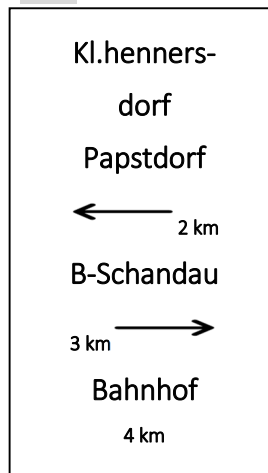 Kl.henners-
dorf
Papstdorf
2 km
B-Schandau
3 km
Bahnhof
4 km